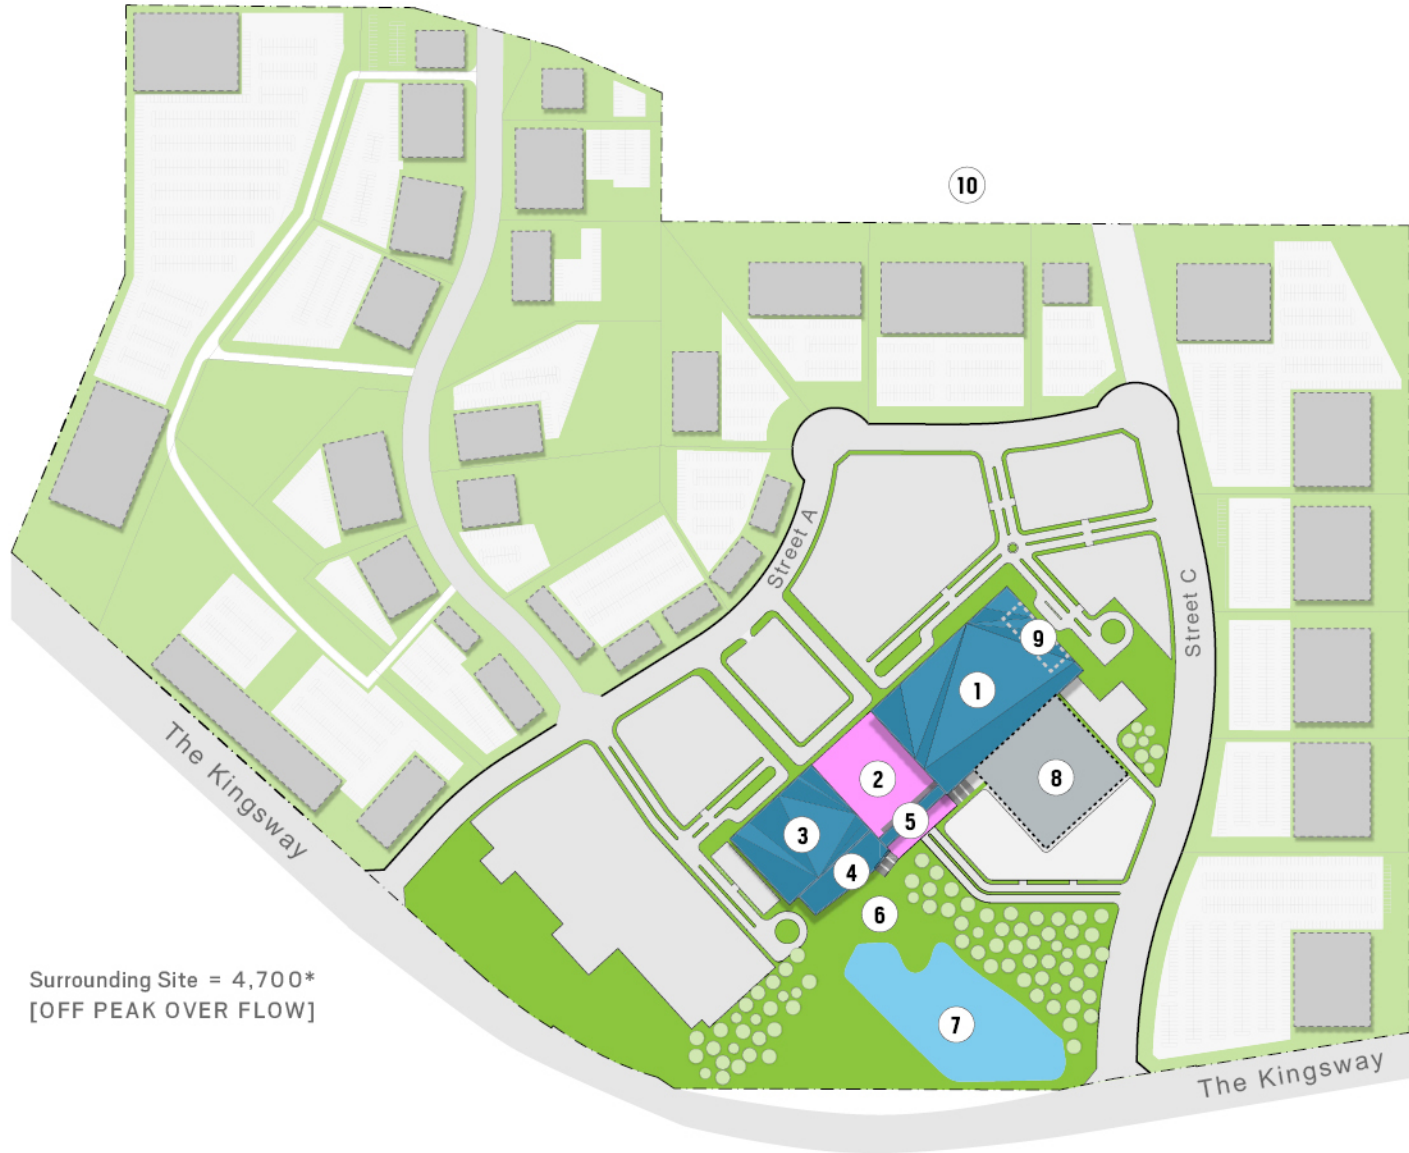 10
Street A
Street C
9
1
2
8
5
3
4
6
7
The Kingsway
Surrounding Site = 4,700*
[OFF PEAK OVER FLOW]
The Kingsway